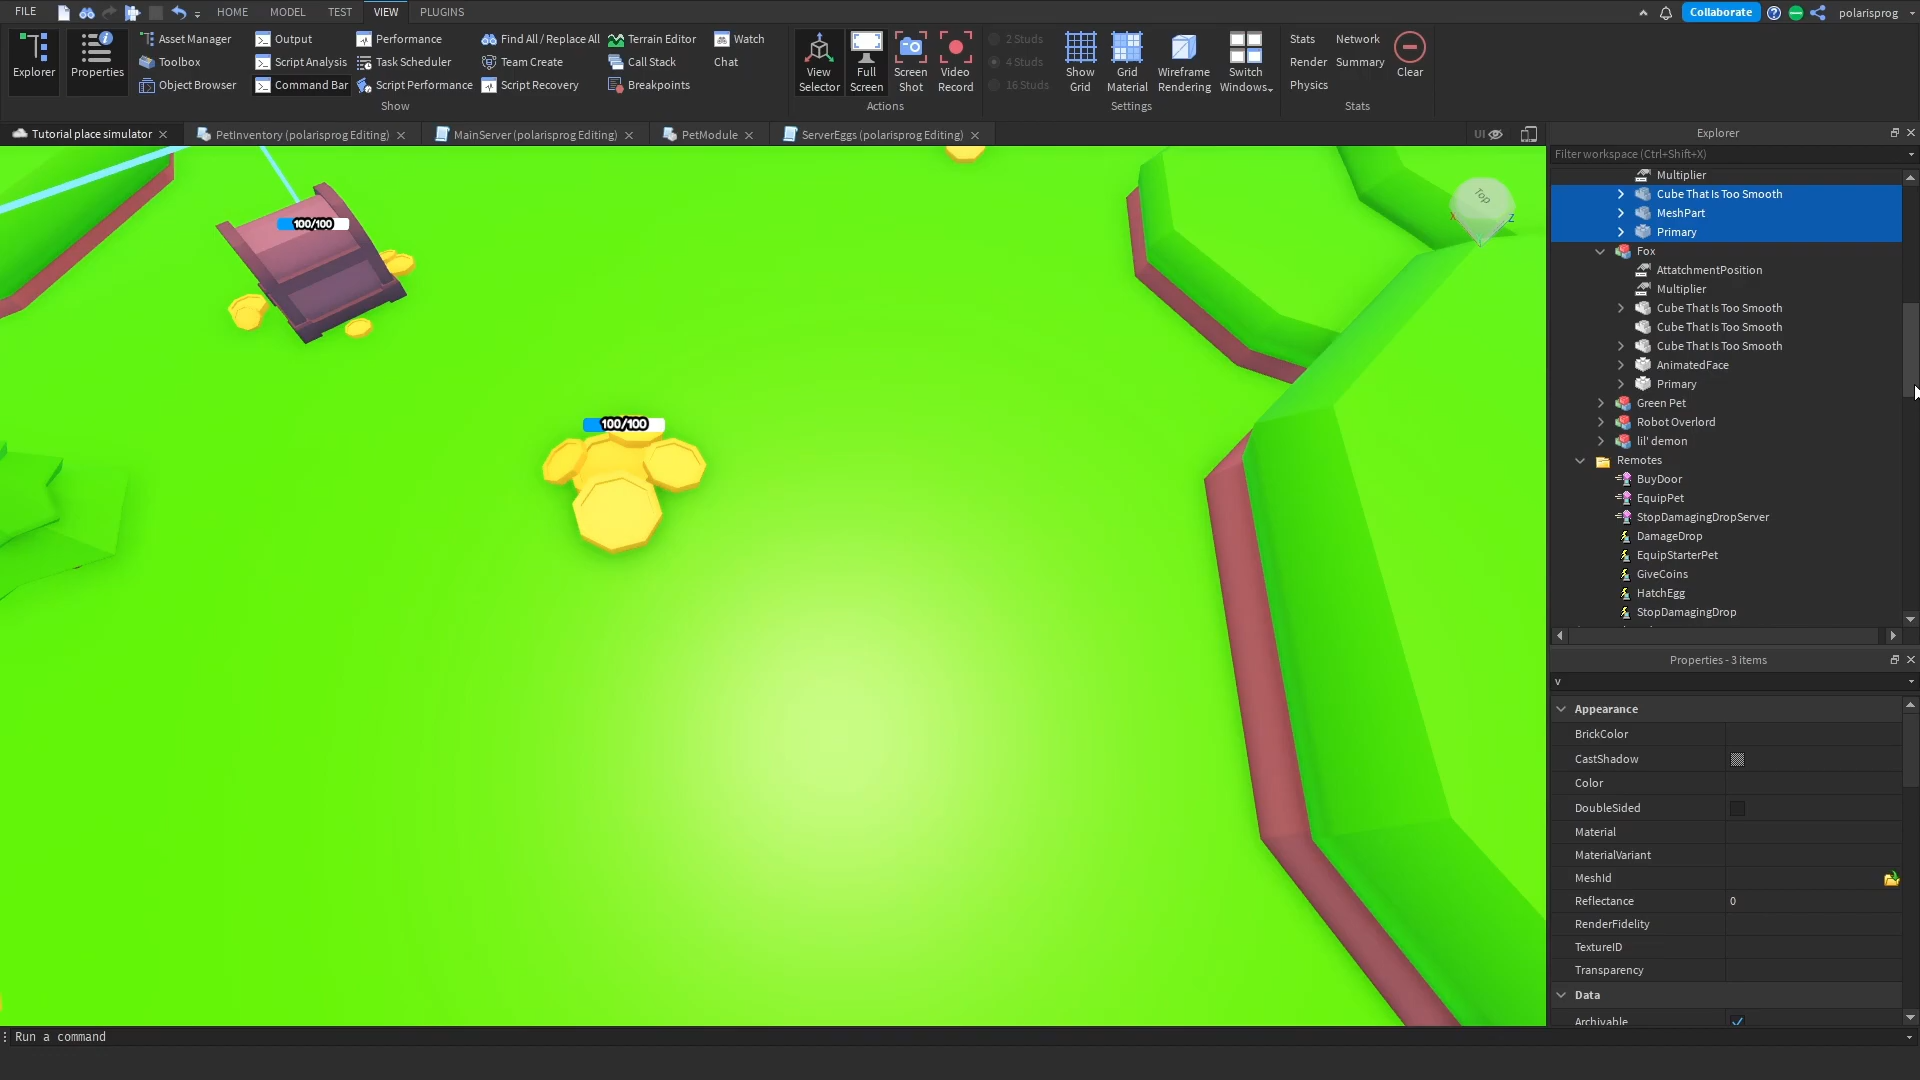 FILE HOME MODEL TEST VIEW PLUGINS Collaborate polarisprog
Explorer
Properties
Asset Manager
Toolbox
Object Browser
Output
Script Analysis
Command Bar
Performance
Task Scheduler
Script Performance
Find All / Replace All
Team Create
Script Recovery
Terrain Editor
Call Stack
Breakpoints
Watch
Chat
Show
View
Selector
Full
Screen
Screen
Shot
Video
Record
Actions
2 Studs
4 Studs
16 Studs
Show
Grid
Grid
Material
Wireframe
Rendering
Switch
Windows
Settings
Stats
Render
Physics
Network
Summary
Clear
Stats
Tutorial place simulator
PetInventory (polarisprog Editing)
MainServer (polarisprog Editing)
PetModule
ServerEggs (polarisprog Editing)
UI
100/100
100/100
Top
Z
Explorer
Filter workspace (Ctrl+Shift+X)
Multiplier
Cube That Is Too Smooth
MeshPart
Primary
Fox
AttatchmentPosition
Multiplier
Cube That Is Too Smooth
Cube That Is Too Smooth
Cube That Is Too Smooth
AnimatedFace
Primary
Green Pet
Robot Overlord
lil' demon
Remotes
BuyDoor
EquipPet
StopDamagingDropServer
DamageDrop
EquipStarterPet
GiveCoins
HatchEgg
StopDamagingDrop
Properties - 3 items
v
Appearance
BrickColor
CastShadow
Color
DoubleSided
Material
MaterialVariant
MeshId
Reflectance 0
RenderFidelity
TextureID
Transparency
Data
Archivable
Run a command